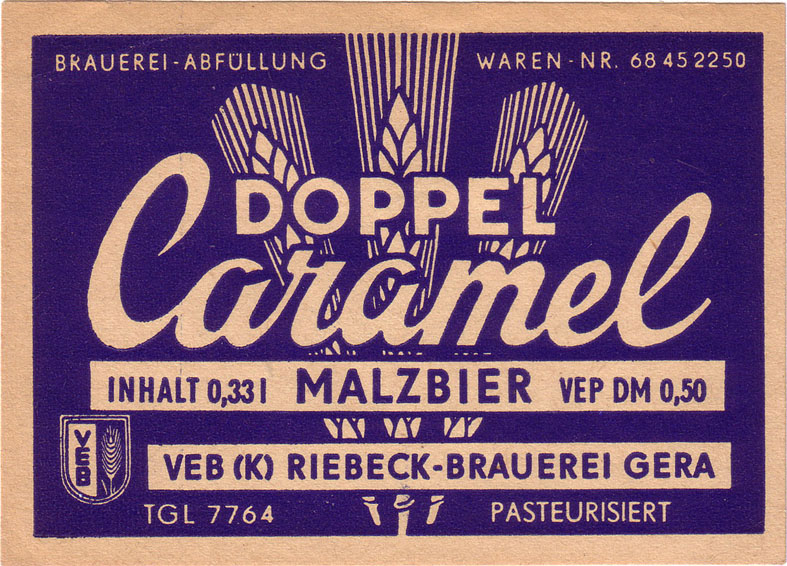 BRAUEREI-ABFÜLLUNG WAREN-NR. 68 45 2250
DOPPEL
Caramel
INHALT 0,33 l MALZBIER VEP DM 0,50
VEB
VEB (K) RIEBECK-BRAUEREI GERA
TGL 7764 PASTEURISIERT